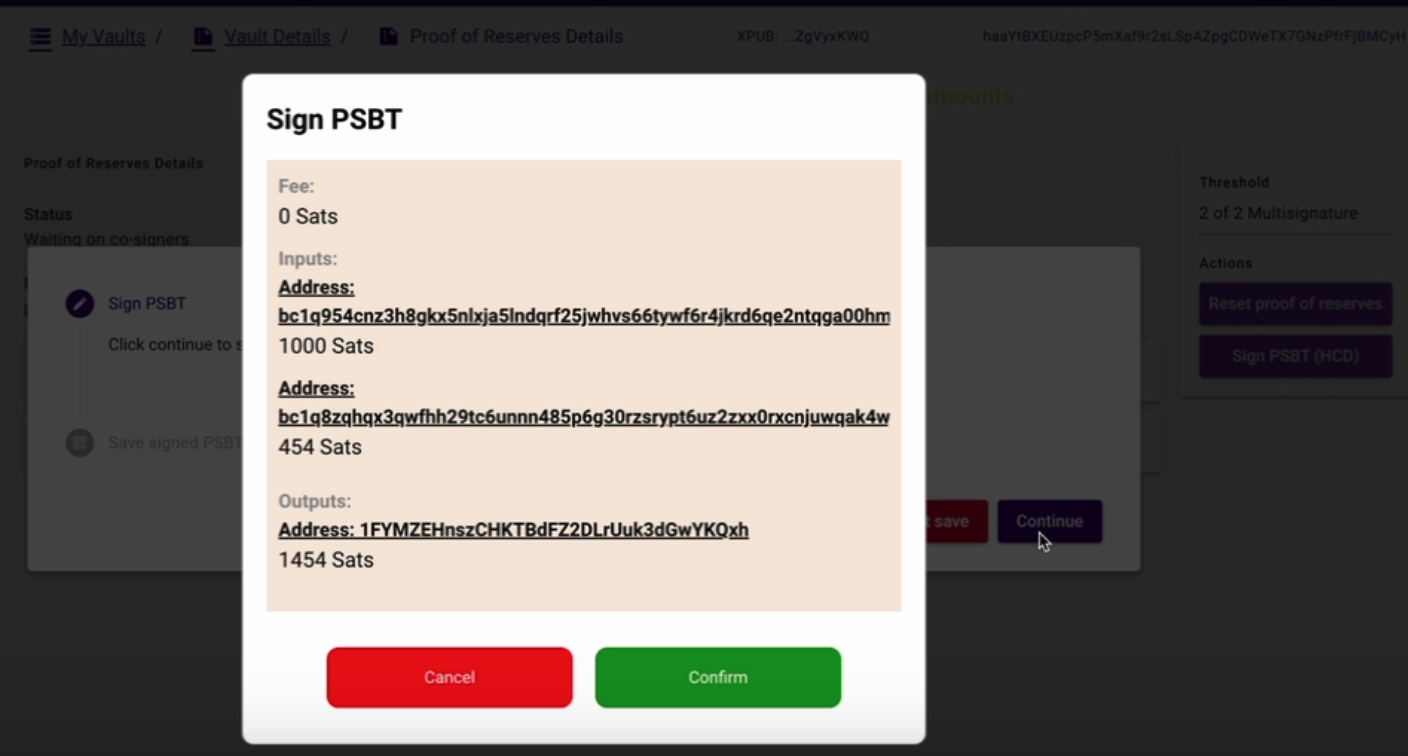 My Vaults / Vault Details / Proof of Reserves Details XPUB: ...ZgVyxKWQ haaYtBXEUzpcP5mXaf9r2sLSpAZpgCDWeTX7GNzPfrFjBMCyH
amounts
Sign PSBT
Fee:
0 Sats
Inputs:
Address:
bc1q954cnz3h8gkx5nlxja5lndqrf25jwhvs66tywf6r4jkrd6qe2ntqga00hm
1000 Sats
Address:
bc1q8zqhqx3qwfhh29tc6unnn485p6g30rzsrypt6uz2zxx0rxcnjuwqak4w
454 Sats
Outputs:
Address: 1FYMZEHnszCHKTBdFZ2DLrUuk3dGwYKQxh
1454 Sats
Cancel
Confirm
Proof of Reserves Details
Status
Waiting on co-signers
Sign PSBT
Click continue to s
Save signed PSBT
t save
Continue
Threshold
2 of 2 Multisignature
Actions
Reset proof of reserves
Sign PSBT (HCD)